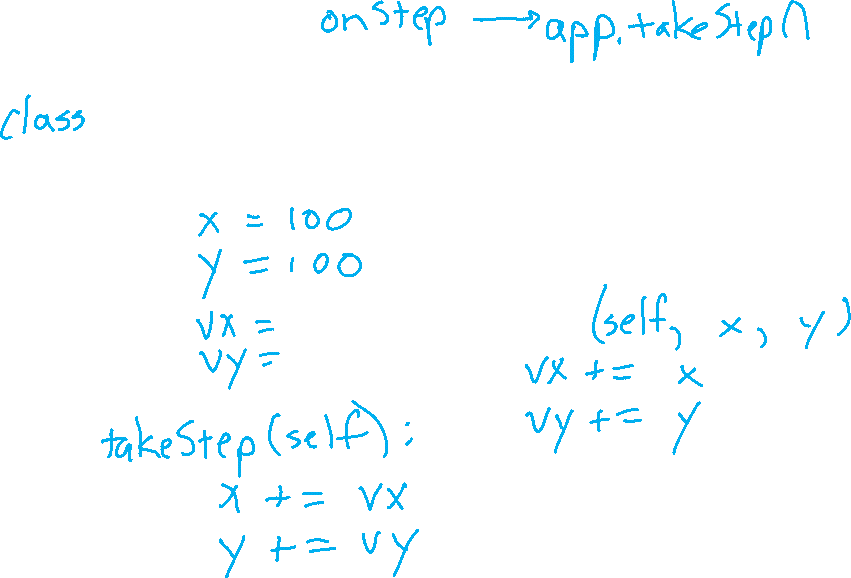 onStep → app.takeStep()
class
x = 100
y = 100
vx =
vy =
(self, x, y)
vx += x
vy += y
takeStep(self):
x += vx
y += vy